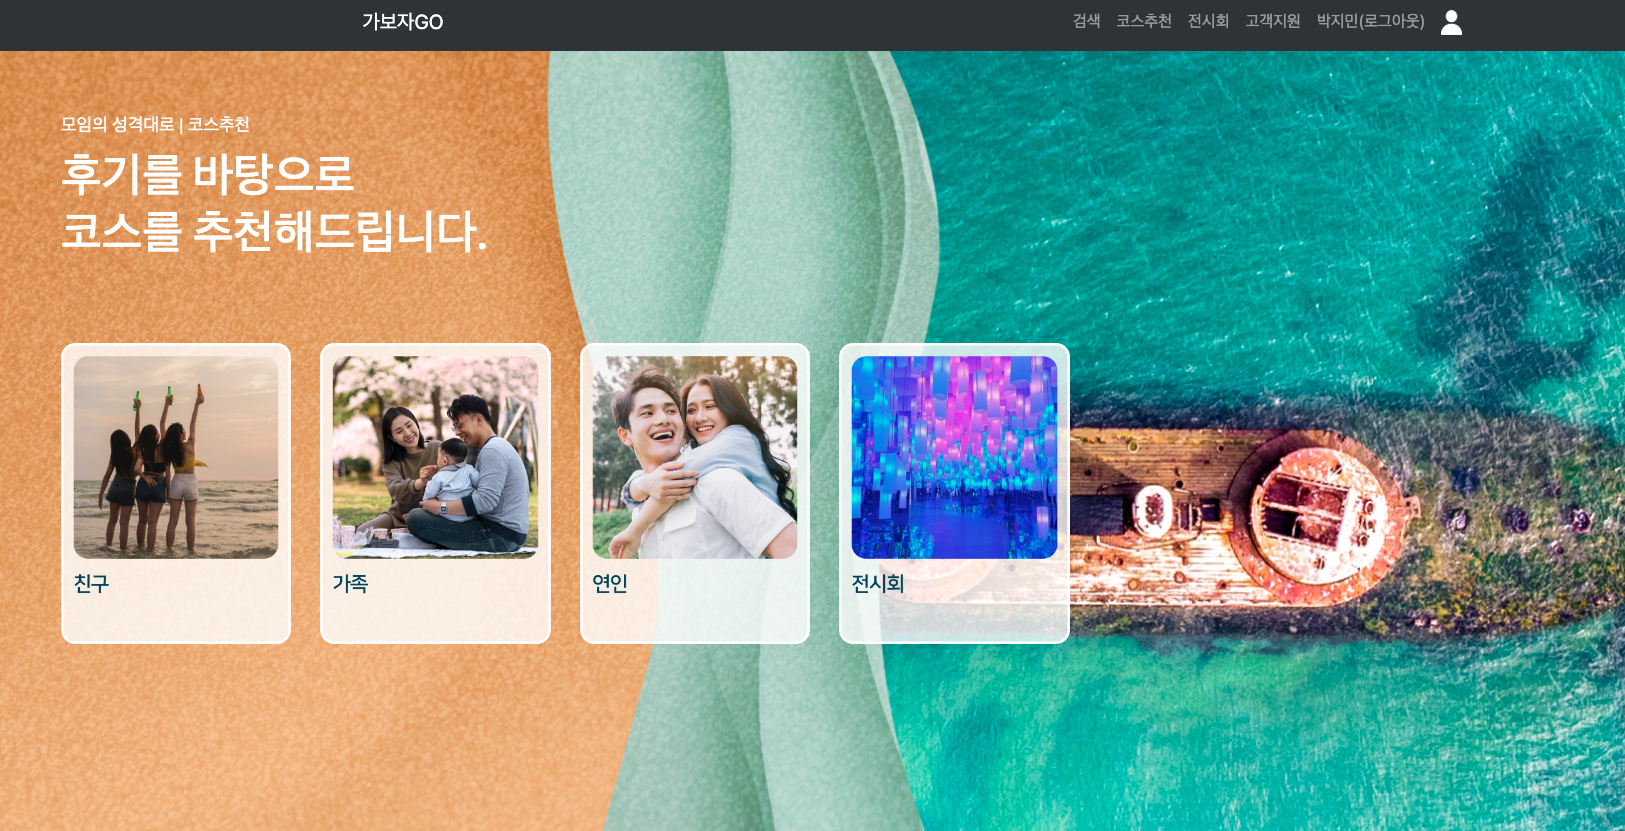 가보자GO
검색 코스추천 전시회 고객지원 박지민(로그아웃)
모임의 성격대로 | 코스추천
후기를 바탕으로
코스를 추천해드립니다.
친구
가족
연인
전시회